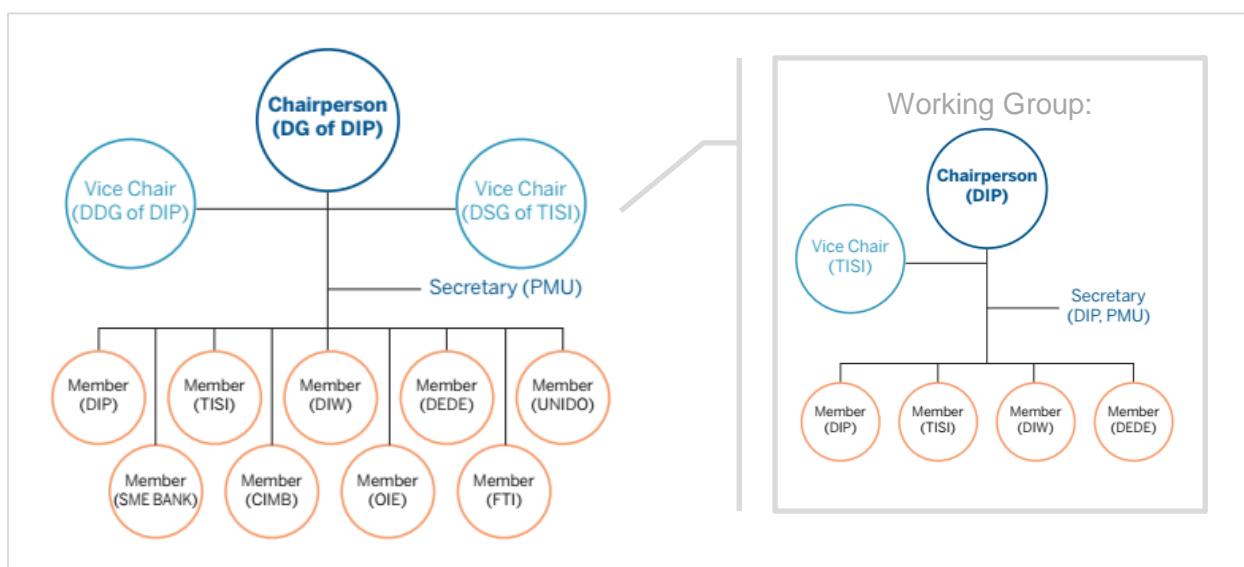 Chairperson
(DG of DIP)
Vice Chair
(DDG of DIP)
Vice Chair
(DSG of TISI)
Secretary (PMU)
Member
(DIP)
Member
(TISI)
Member
(DIW)
Member
(DEDE)
Member
(UNIDO)
Member
(SME BANK)
Member
(CIMB)
Member
(OIE)
Member
(FTI)
Working Group:
Chairperson
(DIP)
Vice Chair
(TISI)
Secretary
(DIP, PMU)
Member
(DIP)
Member
(TISI)
Member
(DIW)
Member
(DEDE)